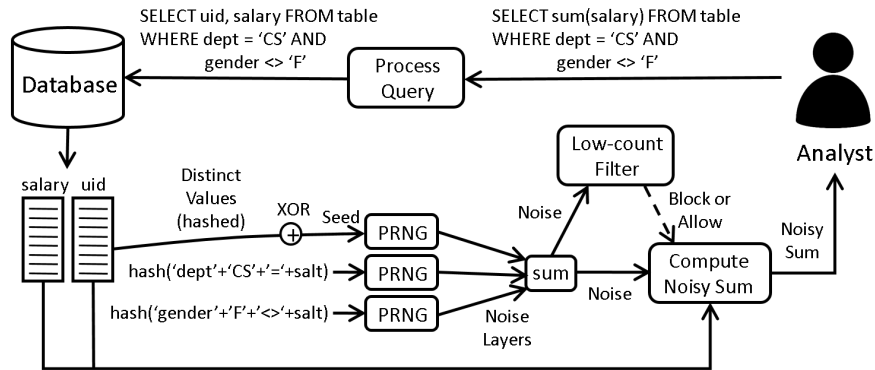 SELECT uid, salary FROM table
WHERE dept = ‘CS’ AND
gender <> ‘F’
SELECT sum(salary) FROM table
WHERE dept = ‘CS’ AND
gender <> ‘F’
Database
Process
Query
Analyst
salary uid
Distinct
Values
(hashed)
XOR
Seed
PRNG
hash(‘dept’+‘CS’+’=‘+salt)
PRNG
hash(‘gender’+’F’+’<>‘+salt)
PRNG
Noise
Layers
sum
Noise
Low-count
Filter
Block or
Allow
Noise
Compute
Noisy Sum
Noisy
Sum